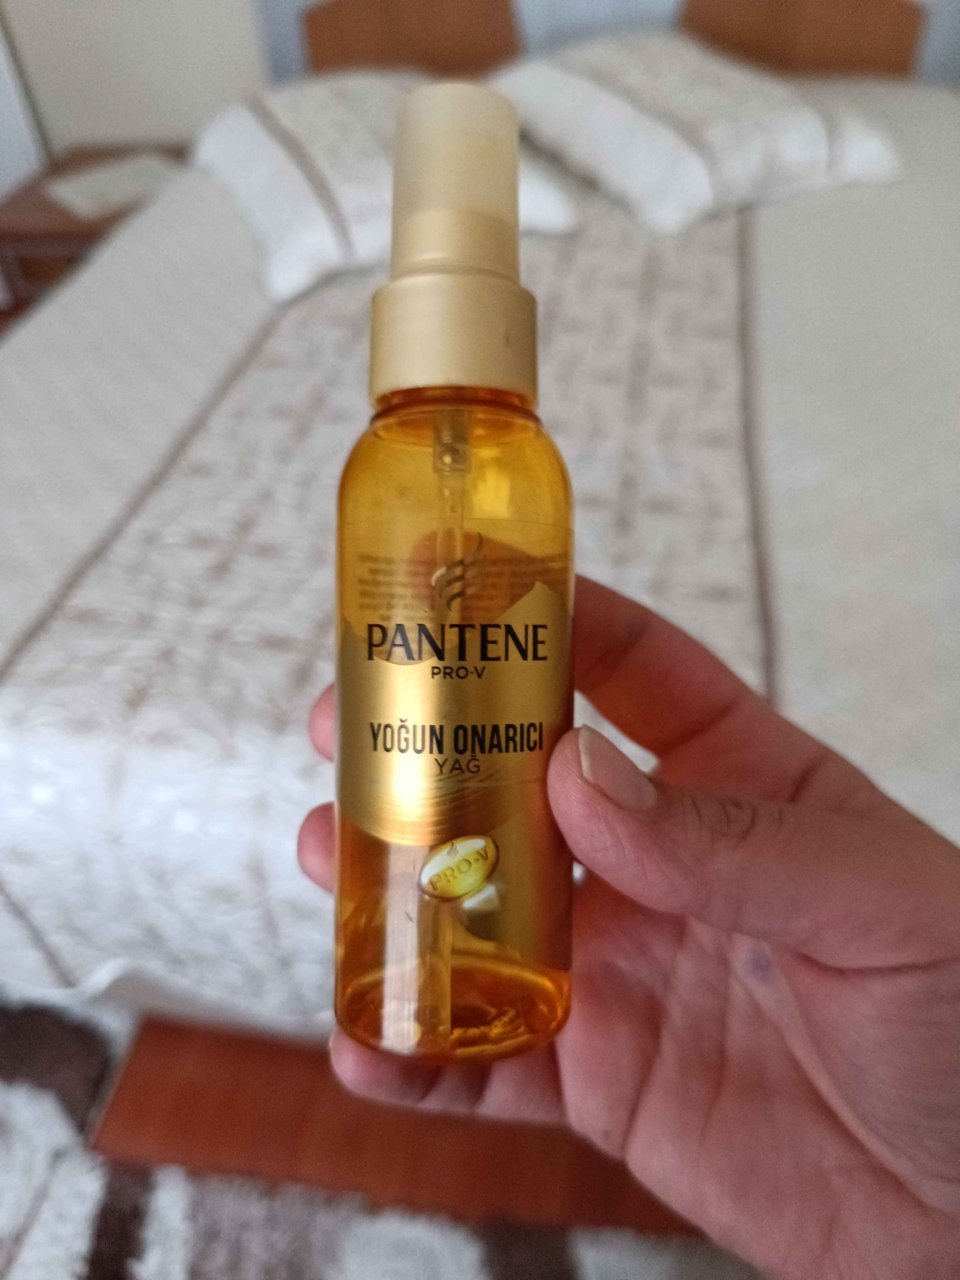 PANTENE
PRO-V
YOĞUN ONARICI
YAĞ
PRO-V